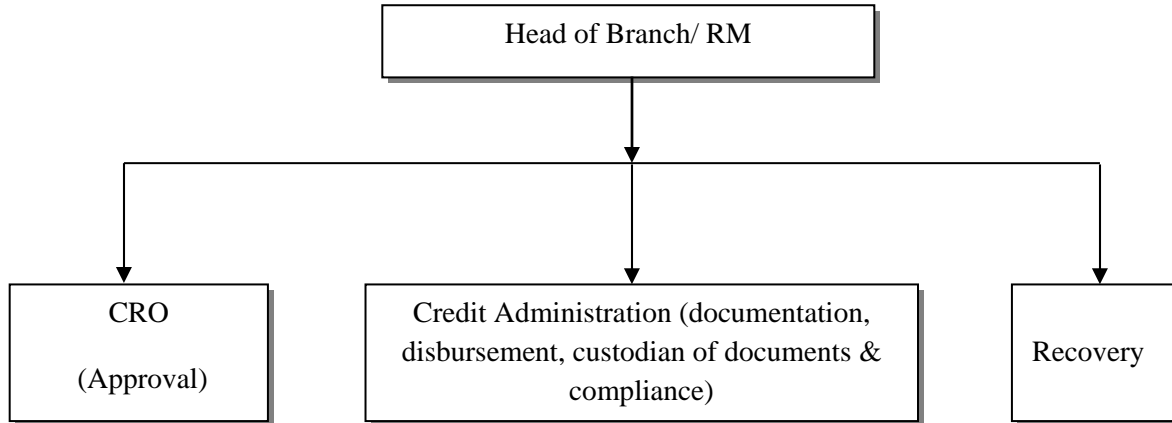 Head of Branch/ RM
CRO
(Approval)
Credit Administration (documentation,
disbursement, custodian of documents &
compliance)
Recovery